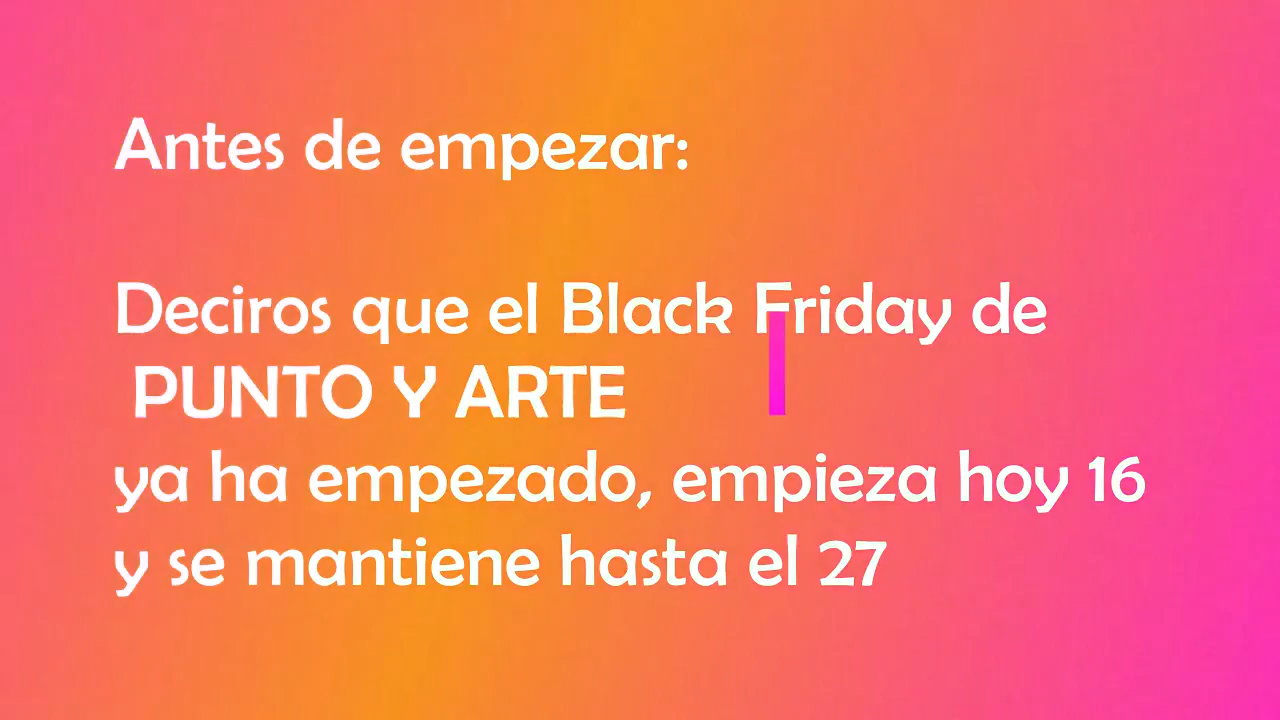 Antes de empezar:
Deciros que el Black Friday de
PUNTO Y ARTE
ya ha empezado, empieza hoy 16
y se mantiene hasta el 27